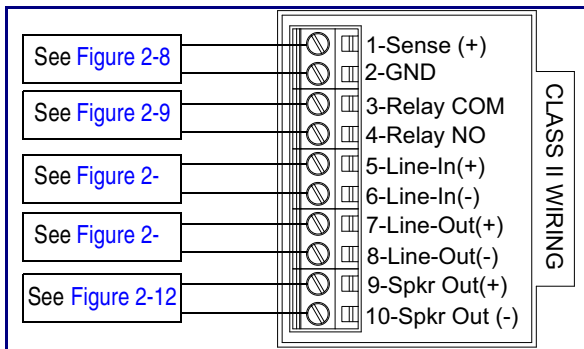 See Figure 2-8
See Figure 2-9
See Figure 2-
See Figure 2-
See Figure 2-12
1-Sense (+)
2-GND
3-Relay COM
4-Relay NO
5-Line-In(+)
6-Line-In(-)
7-Line-Out(+)
8-Line-Out(-)
9-Spkr Out(+)
10-Spkr Out (-)
CLASS II WIRING